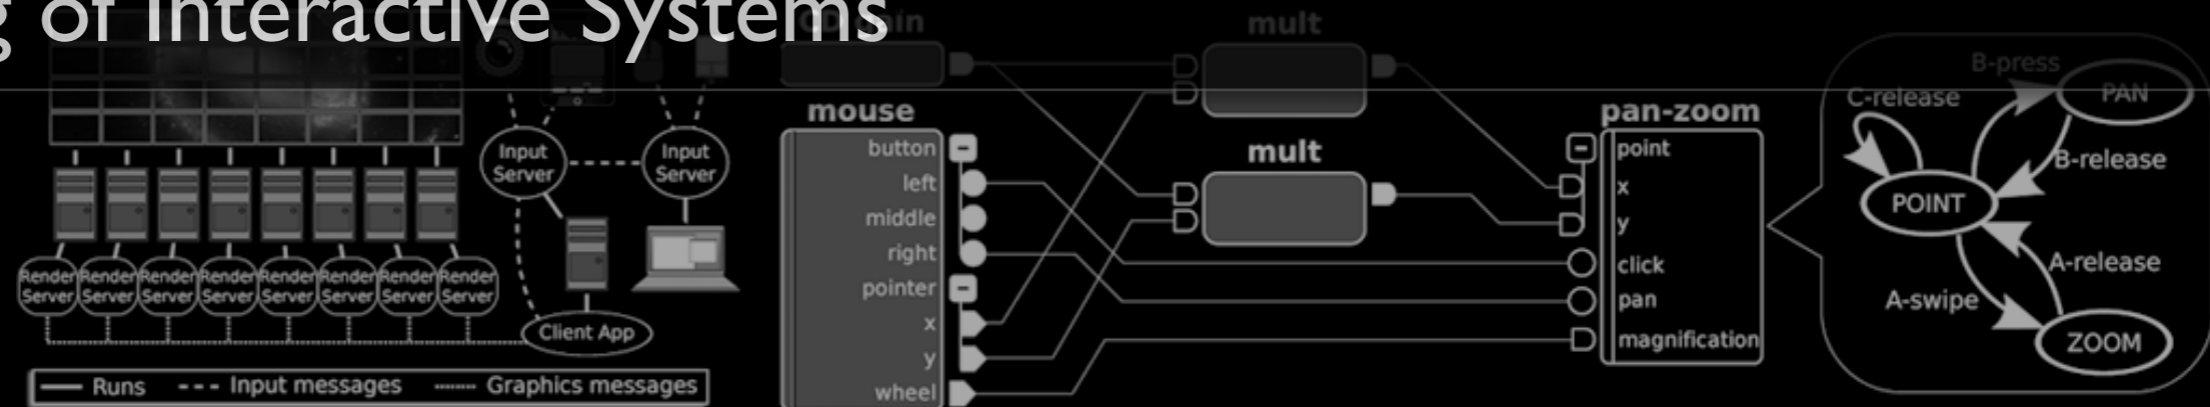 of Interactive Systems
mult
mouse
button
left
middle
right
pointer
x
y
wheel
mult
pan-zoom
point
x
y
click
pan
magnification
B-press
PAN
C-release
B-release
POINT
A-release
A-swipe
ZOOM
Input
Server
Input
Server
Render
Server
Render
Server
Render
Server
Render
Server
Render
Server
Render
Server
Render
Server
Render
Server
Client App
Runs
Input messages
Graphics messages